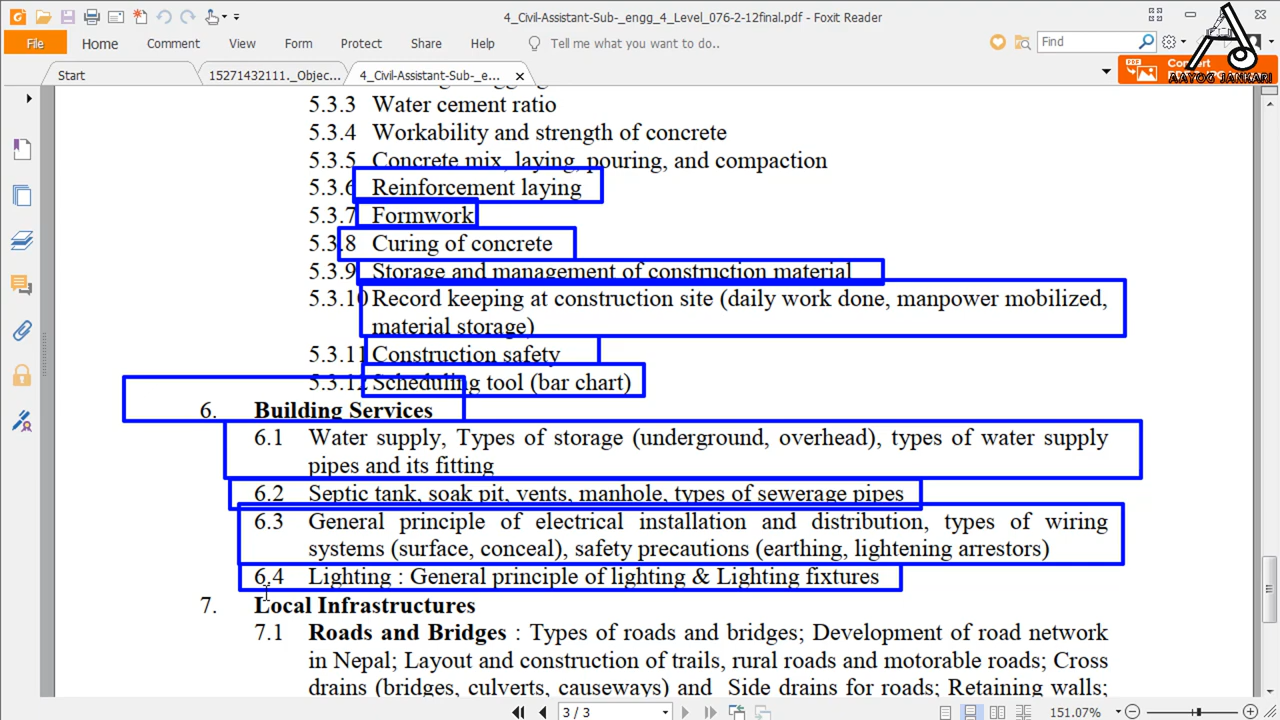 4_Civil-Assistant-Sub-_engg_4_Level_076-2-12final.pdf - Foxit Reader
File Home Comment View Form Protect Share Help Tell me what you want to do.. Find
Start 15271432111._Objec... 4_Civil-Assistant-Sub-_e...
AAYOG JANKARI
5.3.3 Water cement ratio
5.3.4 Workability and strength of concrete
5.3.5 Concrete mix, laying, pouring, and compaction
5.3.6 Reinforcement laying
5.3.7 Formwork
5.3.8 Curing of concrete
5.3.9 Storage and management of construction material
5.3.10 Record keeping at construction site (daily work done, manpower mobilized,
material storage)
5.3.11 Construction safety
5.3.12 Scheduling tool (bar chart)
6. Building Services
6.1 Water supply, Types of storage (underground, overhead), types of water supply
pipes and its fitting
6.2 Septic tank, soak pit, vents, manhole, types of sewerage pipes
6.3 General principle of electrical installation and distribution, types of wiring
systems (surface, conceal), safety precautions (earthing, lightening arrestors)
6.4 Lighting : General principle of lighting & Lighting fixtures
7. Local Infrastructures
7.1 Roads and Bridges : Types of roads and bridges; Development of road network
in Nepal; Layout and construction of trails, rural roads and motorable roads; Cross
drains (bridges, culverts, causeways) and Side drains for roads; Retaining walls;
3 / 3 151.07%